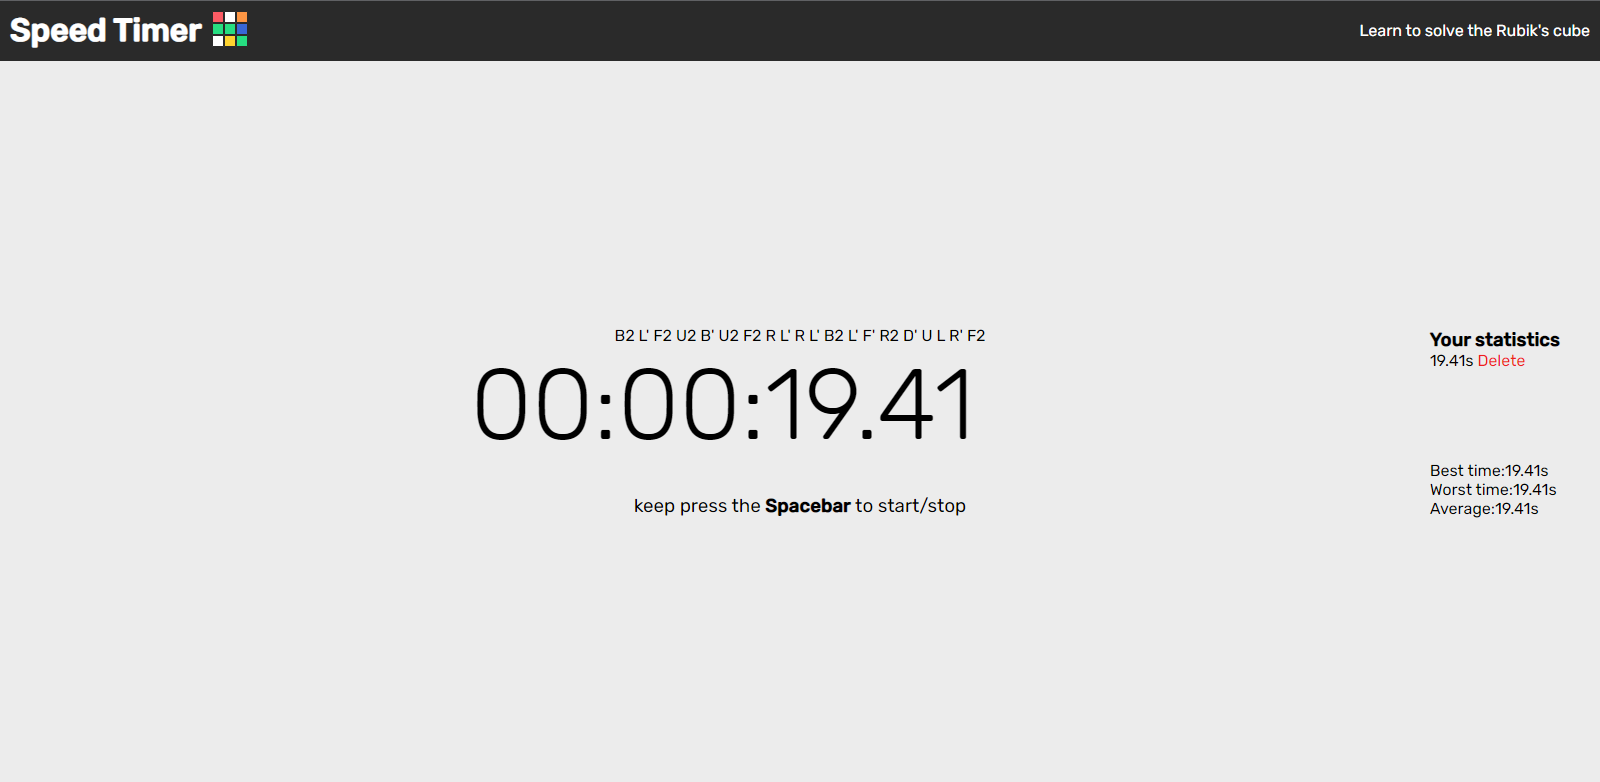 Speed Timer
Learn to solve the Rubik's cube
B2 L' F2 U2 B' U2 F2 R L' R L' B2 L' F' R2 D' U L R' F2
00:00:19.41
keep press the Spacebar to start/stop
Your statistics
19.41s Delete
Best time:19.41s
Worst time:19.41s
Average:19.41s